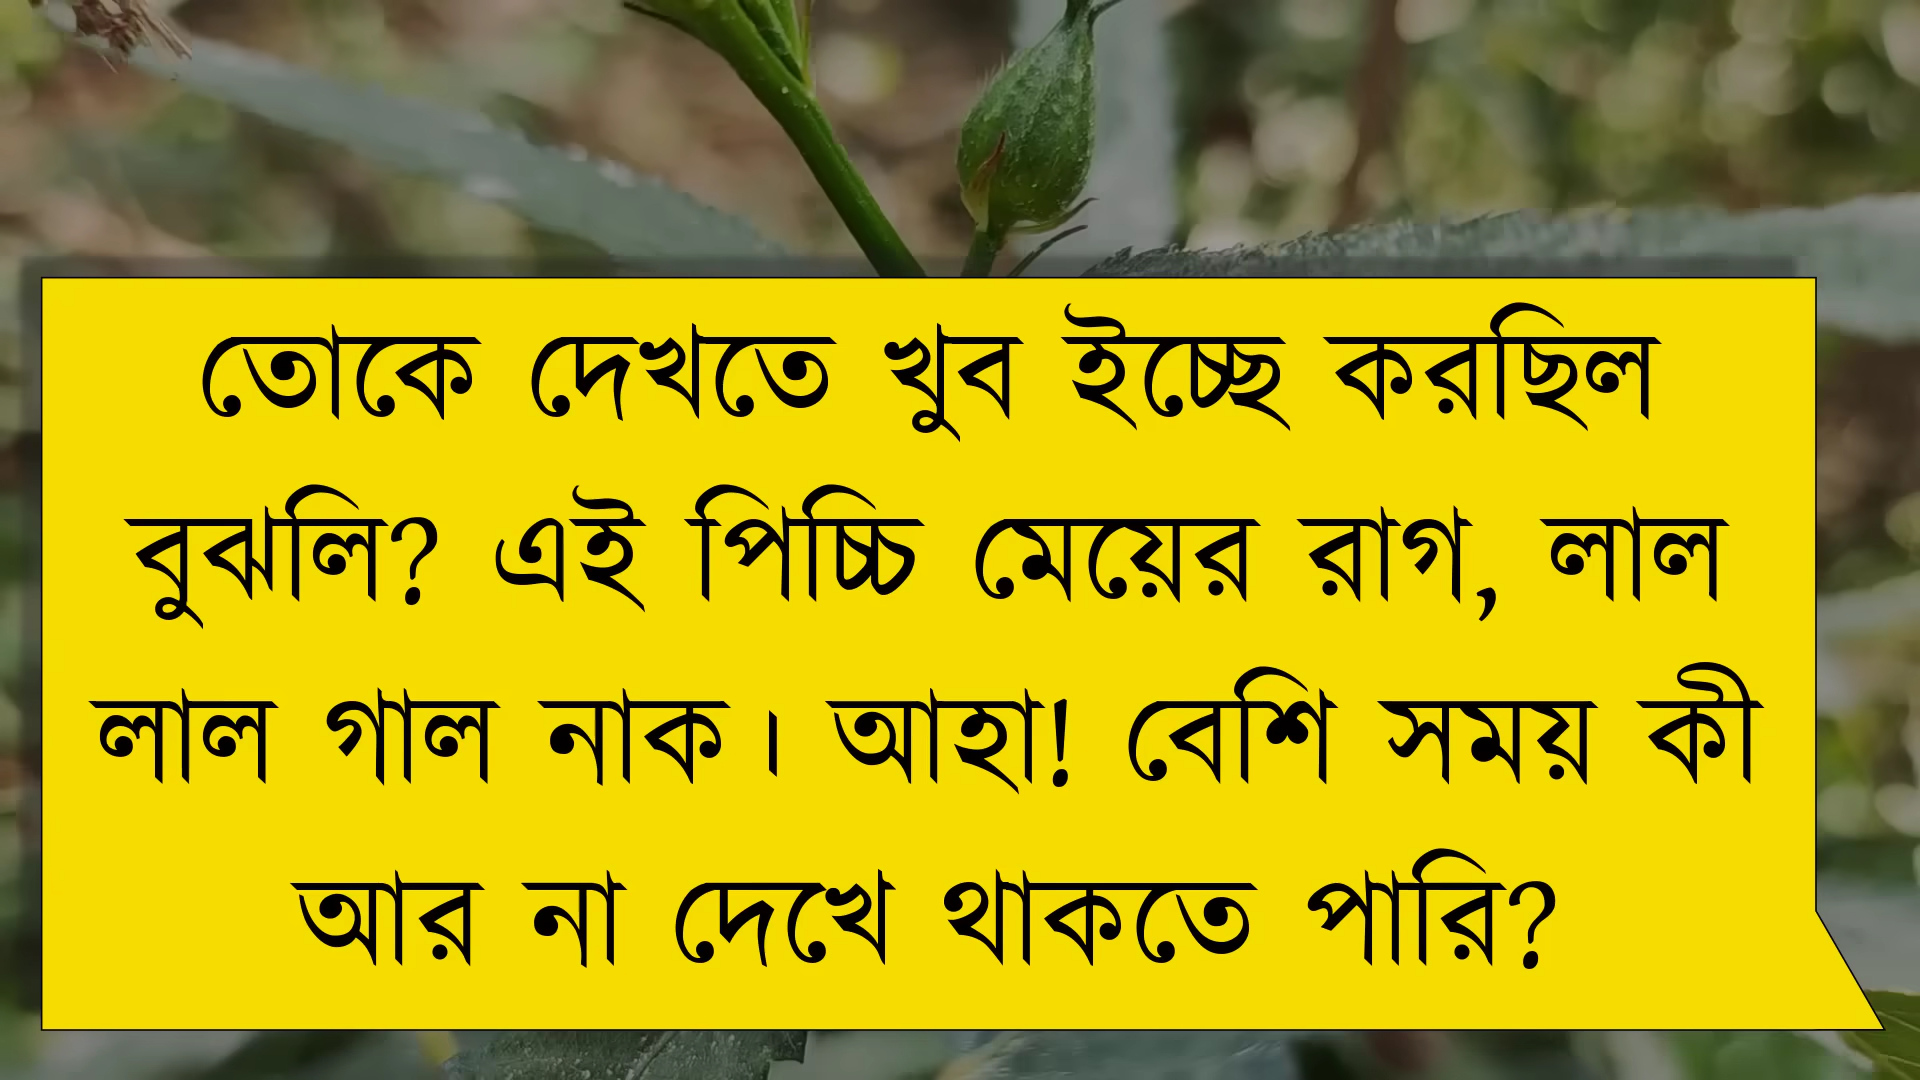 তোকে দেখতে খুব ইচ্ছে করছিল
বুঝলি? এই পিচ্চি মেয়ের রাগ, লাল
লাল গাল নাক। আহা! বেশি সময় কী
আর না দেখে থাকতে পারি?